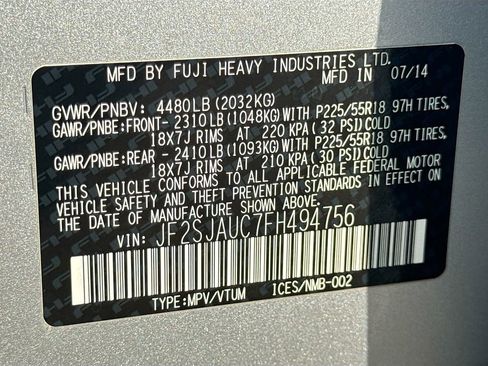 MFD BY FUJI HEAVY INDUSTRIES LTD.
MFD. IN JAPAN 07/14
GVWR/PNBV: 4480LB(2032KG)
GAWR/PNBE:FRONT- 2310LB(1048KG)WITH P225/55R18 97H TIRES,
18X7J RIMS AT 220 KPA (32 PSI)COLD
GAWR/PNBE:REAR - 2410LB(1093KG)WITH P225/55R18 97H TIRES,
18X7J RIMS AT 210 KPA (30 PSI)COLD
THIS VEHICLE CONFORMS TO ALL APPLICABLE FEDERAL MOTOR
VEHICLE SAFETY AND THEFT PREVENTION STANDARDS IN EFFECT
ON THE DATE OF MANUFACTURE SHOWN ABOVE.
VIN: JF2SJAUC7FH494756
TYPE:MPV/VTUM ICES/NMB-002